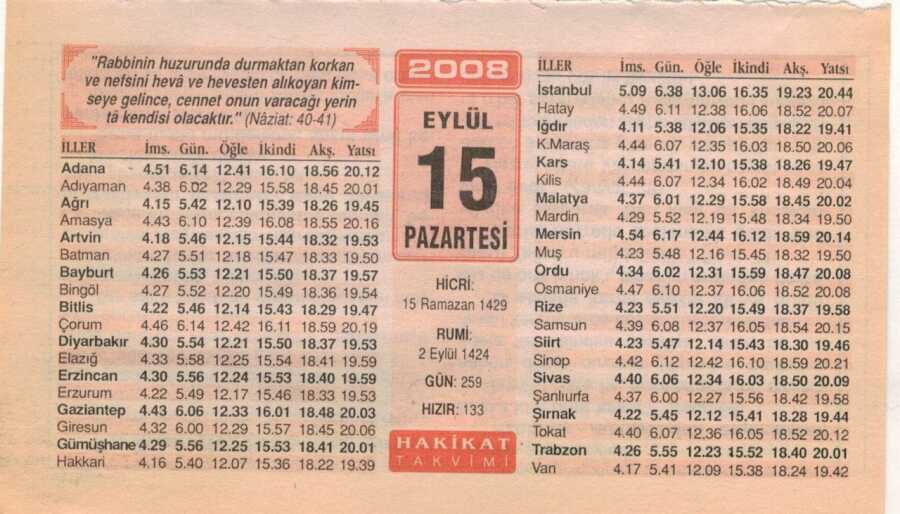 "Rabbinin huzurunda durmaktan korkan
ve nefsini hevâ ve hevesten alıkoyan kim-
seye gelince, cennet onun varacağı yerin
tâ kendisi olacaktır." (Nâziat: 40-41)
İLLER İms. Gün. Öğle İkindi Akş. Yatsı
Adana 4.51 6.14 12.41 16.10 18.56 20.12
Adıyaman 4.38 6.02 12.29 15.58 18.45 20.01
Ağrı 4.15 5.42 12.10 15.39 18.26 19.45
Amasya 4.43 6.10 12.39 16.08 18.55 20.16
Artvin 4.18 5.46 12.15 15.44 18.32 19.53
Batman 4.27 5.51 12.18 15.47 18.33 19.50
Bayburt 4.26 5.53 12.21 15.50 18.37 19.57
Bingöl 4.27 5.52 12.20 15.49 18.36 19.54
Bitlis 4.22 5.46 12.14 15.43 18.29 19.47
Çorum 4.46 6.14 12.42 16.11 18.59 20.19
Diyarbakır 4.30 5.54 12.21 15.50 18.37 19.53
Elazığ 4.33 5.58 12.25 15.54 18.41 19.59
Erzincan 4.30 5.56 12.24 15.53 18.40 19.59
Erzurum 4.22 5.49 12.17 15.46 18.33 19.53
Gaziantep 4.43 6.06 12.33 16.01 18.48 20.03
Giresun 4.32 6.00 12.29 15.57 18.45 20.06
Gümüşhane 4.29 5.56 12.25 15.53 18.41 20.01
Hakkari 4.16 5.40 12.07 15.36 18.22 19.39
2008
EYLÜL
15
PAZARTESİ
HİCRİ:
15 Ramazan 1429
RUMİ:
2 Eylül 1424
GÜN: 259
HIZIR: 133
HAKİKAT
TAKVİMİ
İLLER İms. Gün. Öğle İkindi Akş. Yatsı
İstanbul 5.09 6.38 13.06 16.35 19.23 20.44
Hatay 4.49 6.11 12.38 16.06 18.52 20.07
Iğdır 4.11 5.38 12.06 15.35 18.22 19.41
K.Maraş 4.44 6.07 12.35 16.03 18.50 20.06
Kars 4.14 5.41 12.10 15.38 18.26 19.47
Kilis 4.44 6.07 12.34 16.02 18.49 20.04
Malatya 4.37 6.01 12.29 15.58 18.45 20.02
Mardin 4.29 5.52 12.19 15.48 18.34 19.50
Mersin 4.54 6.17 12.44 16.12 18.59 20.14
Muş 4.23 5.48 12.16 15.45 18.32 19.50
Ordu 4.34 6.02 12.31 15.59 18.47 20.08
Osmaniye 4.47 6.10 12.37 16.06 18.52 20.08
Rize 4.23 5.51 12.20 15.49 18.37 19.58
Samsun 4.39 6.08 12.37 16.05 18.54 20.15
Siirt 4.23 5.47 12.14 15.43 18.30 19.46
Sinop 4.42 6.12 12.42 16.10 18.59 20.21
Sivas 4.40 6.06 12.34 16.03 18.50 20.09
Şanlıurfa 4.37 6.00 12.27 15.56 18.42 19.58
Şırnak 4.22 5.45 12.12 15.41 18.28 19.44
Tokat 4.40 6.07 12.36 16.05 18.52 20.12
Trabzon 4.26 5.55 12.23 15.52 18.40 20.01
Van 4.17 5.41 12.09 15.38 18.24 19.42